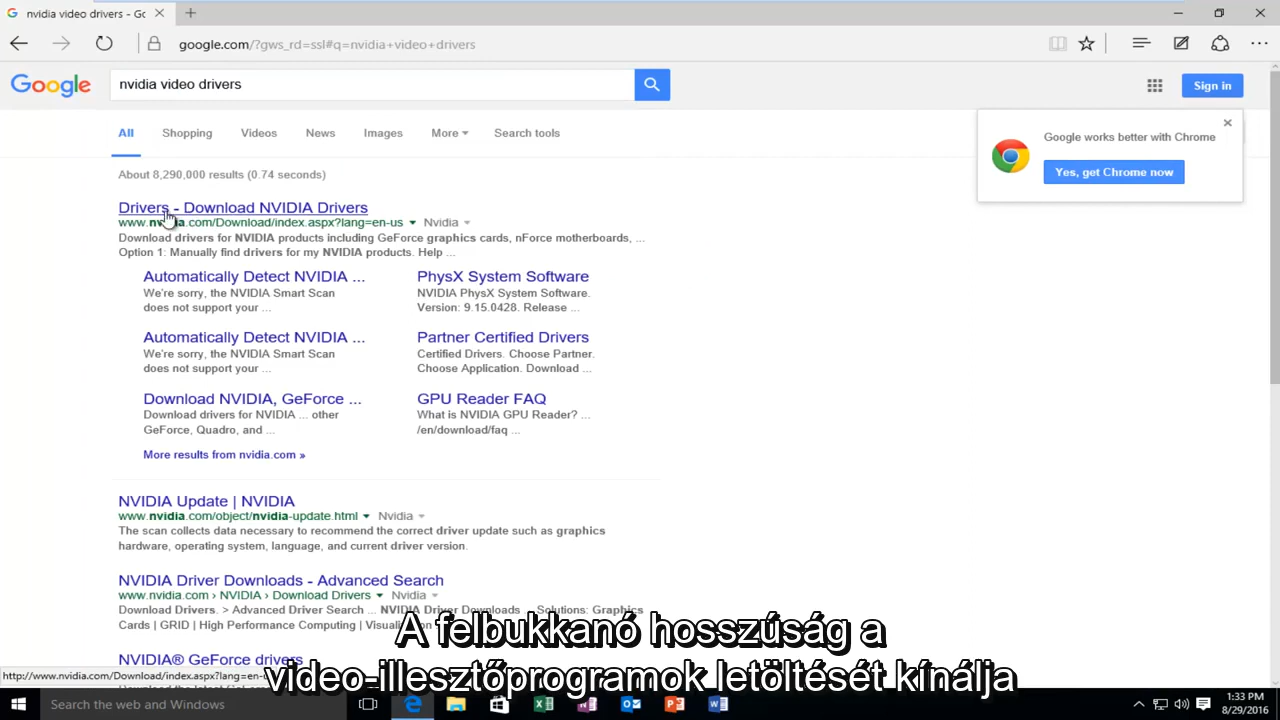 nvidia video drivers - Go
google.com/?gws_rd=ssl#q=nvidia+video+drivers
Google
nvidia video drivers
Sign in
All Shopping Videos News Images More Search tools
Google works better with Chrome
Yes, get Chrome now
About 8,290,000 results (0.74 seconds)
Drivers - Download NVIDIA Drivers
www.nvidia.com/Download/index.aspx?lang=en-us Nvidia
Download drivers for NVIDIA products including GeForce graphics cards, nForce motherboards, ...
Option 1: Manually find drivers for my NVIDIA products. Help ...
Automatically Detect NVIDIA ...
We're sorry, the NVIDIA Smart Scan
does not support your ...
PhysX System Software
NVIDIA PhysX System Software.
Version: 9.15.0428. Release ...
Automatically Detect NVIDIA ...
We're sorry, the NVIDIA Smart Scan
does not support your ...
Partner Certified Drivers
Certified Drivers. Choose Partner.
Choose Application. Download ...
Download NVIDIA, GeForce ...
Download drivers for NVIDIA ... other
GeForce, Quadro, and ...
GPU Reader FAQ
What is NVIDIA GPU Reader? ...
/en/download/faq ...
More results from nvidia.com »
NVIDIA Update | NVIDIA
www.nvidia.com/object/nvidia-update.html Nvidia
The scan collects data necessary to recommend the correct driver update such as graphics
hardware, operating system, language, and current driver version.
NVIDIA Driver Downloads - Advanced Search
www.nvidia.com › NVIDIA › Download Drivers Nvidia
Download Drivers. > Advanced Driver Search ... NVIDIA Driver Downloads Solutions: Graphics
Cards | GRID | High Performance Computing |
NVIDIA® GeForce drivers
http://www.nvidia.com/Download/index.aspx?lang=en-
A felbukkanó hosszúság a
video-illesztőprogramok letöltését kínálja
Search the web and Windows
1:33 PM
8/29/2016